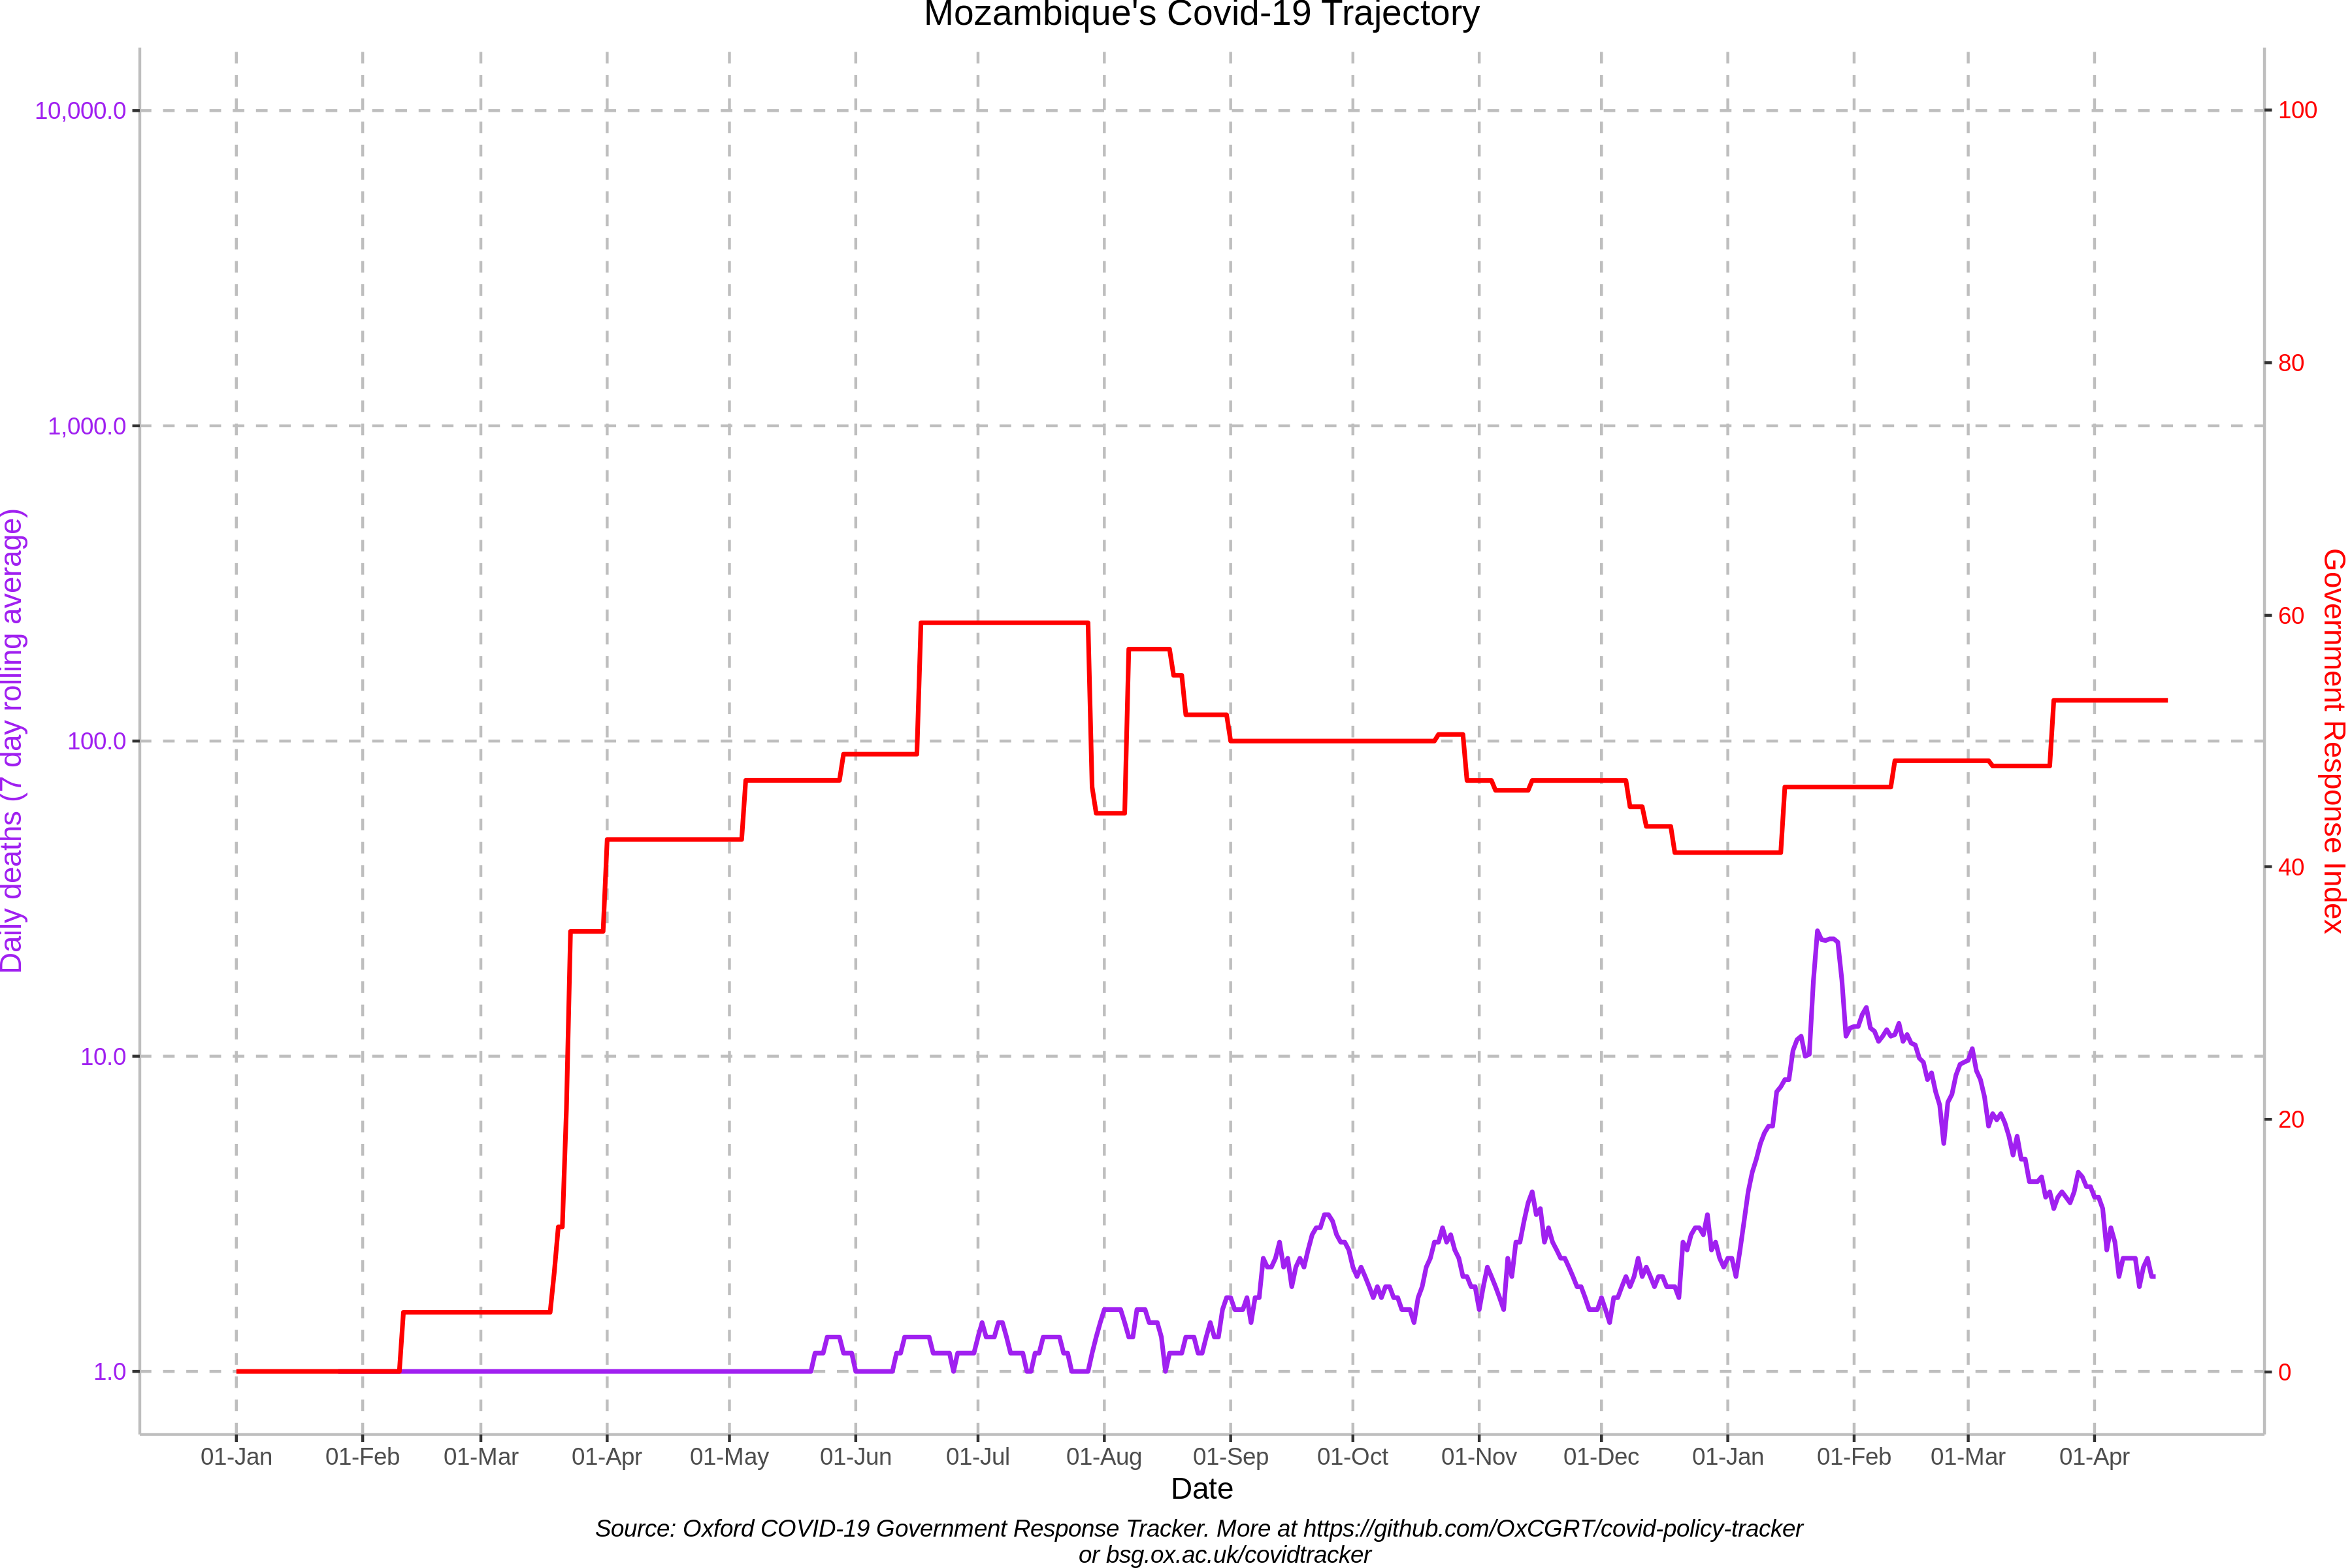 Mozambique's Covid-19 Trajectory
10,000.0
1,000.0
100.0
10.0
1.0
Daily deaths (7 day rolling average)
100
80
60
40
20
0
Government Response Index
01-Jan 01-Feb 01-Mar 01-Apr 01-May 01-Jun 01-Jul 01-Aug 01-Sep 01-Oct 01-Nov 01-Dec 01-Jan 01-Feb 01-Mar 01-Apr
Date
Source: Oxford COVID-19 Government Response Tracker. More at https://github.com/OxCGRT/covid-policy-tracker
or bsg.ox.ac.uk/covidtracker